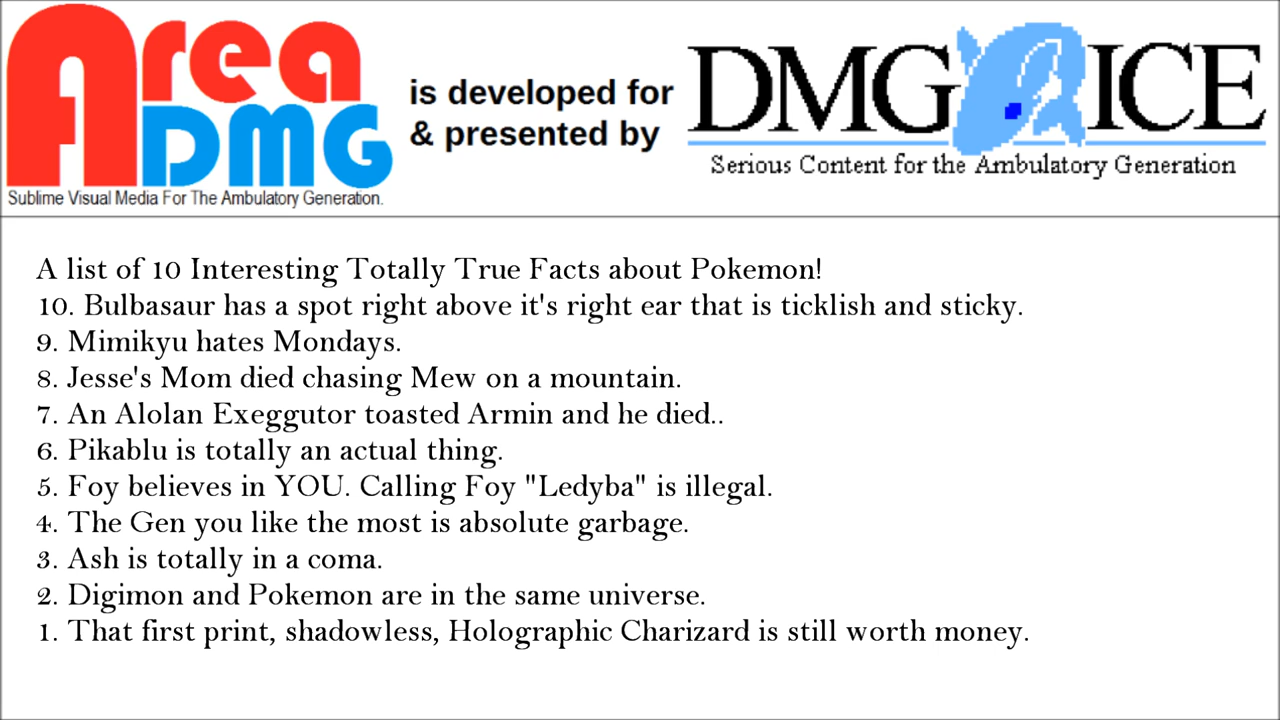 Area
DMG
Sublime Visual Media For The Ambulatory Generation.
is developed for
& presented by
DMG ICE
Serious Content for the Ambulatory Generation
A list of 10 Interesting Totally True Facts about Pokemon!
10. Bulbasaur has a spot right above it's right ear that is ticklish and sticky.
9. Mimikyu hates Mondays.
8. Jesse's Mom died chasing Mew on a mountain.
7. An Alolan Exeggutor toasted Armin and he died..
6. Pikablu is totally an actual thing.
5. Foy believes in YOU. Calling Foy "Ledyba" is illegal.
4. The Gen you like the most is absolute garbage.
3. Ash is totally in a coma.
2. Digimon and Pokemon are in the same universe.
1. That first print, shadowless, Holographic Charizard is still worth money.